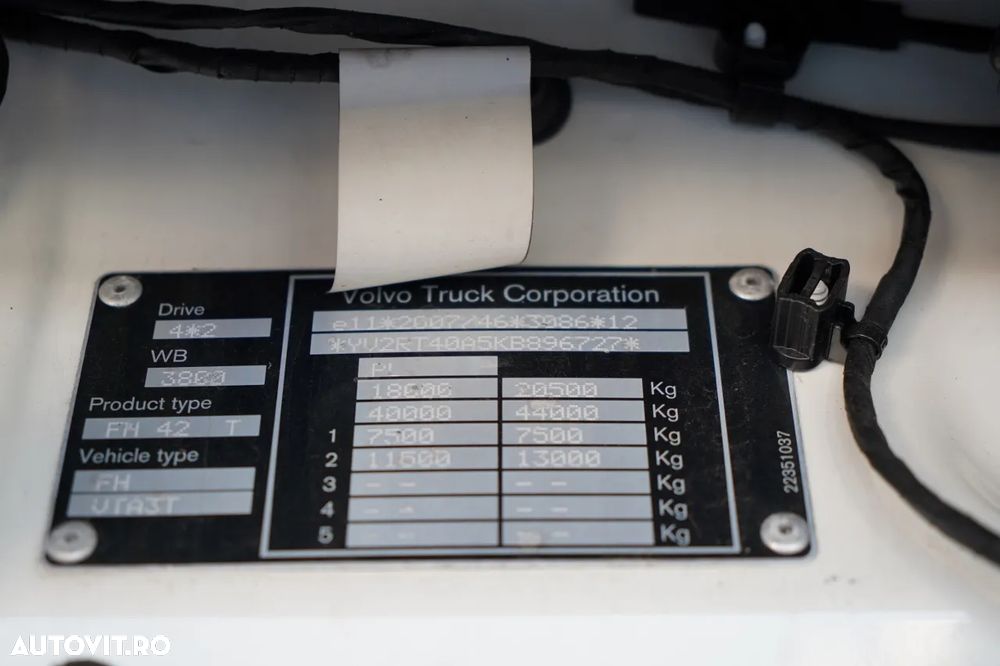 Volvo Truck Corporation
Drive
4*2
WB
3800
Product type
FH 42 T
Vehicle type
FH
VTA3T
e11*2007/46*3986*12
*YV2RT40A5KB896727*
18000 20500 Kg
40000 44000 Kg
1 7500 7500 Kg
2 11500 13000 Kg
3 -- -- Kg
4 -- -- Kg
5 -- -- Kg
22351037
AUTOVIT.RO